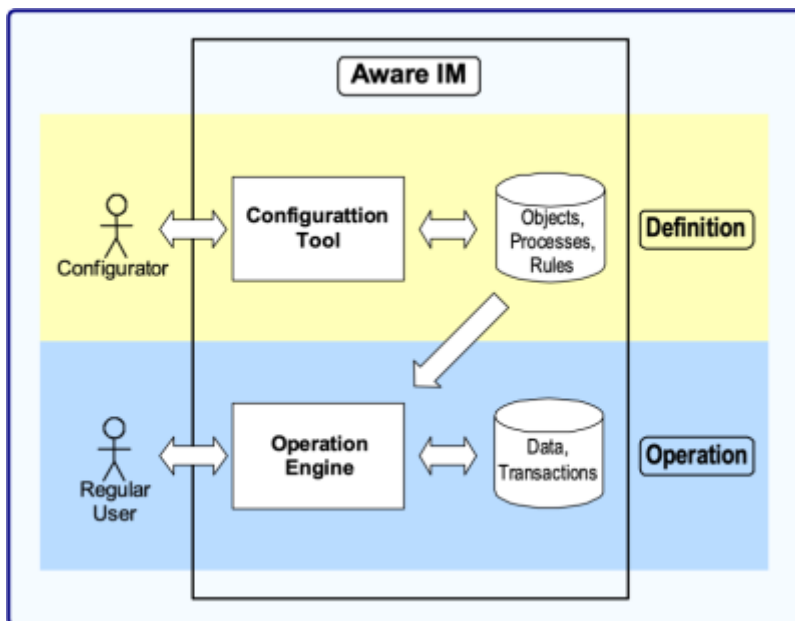 Aware IM
Configurattion
Tool
Objects,
Processes,
Rules
Definition
Configurator
Operation
Engine
Data,
Transactions
Operation
Regular
User